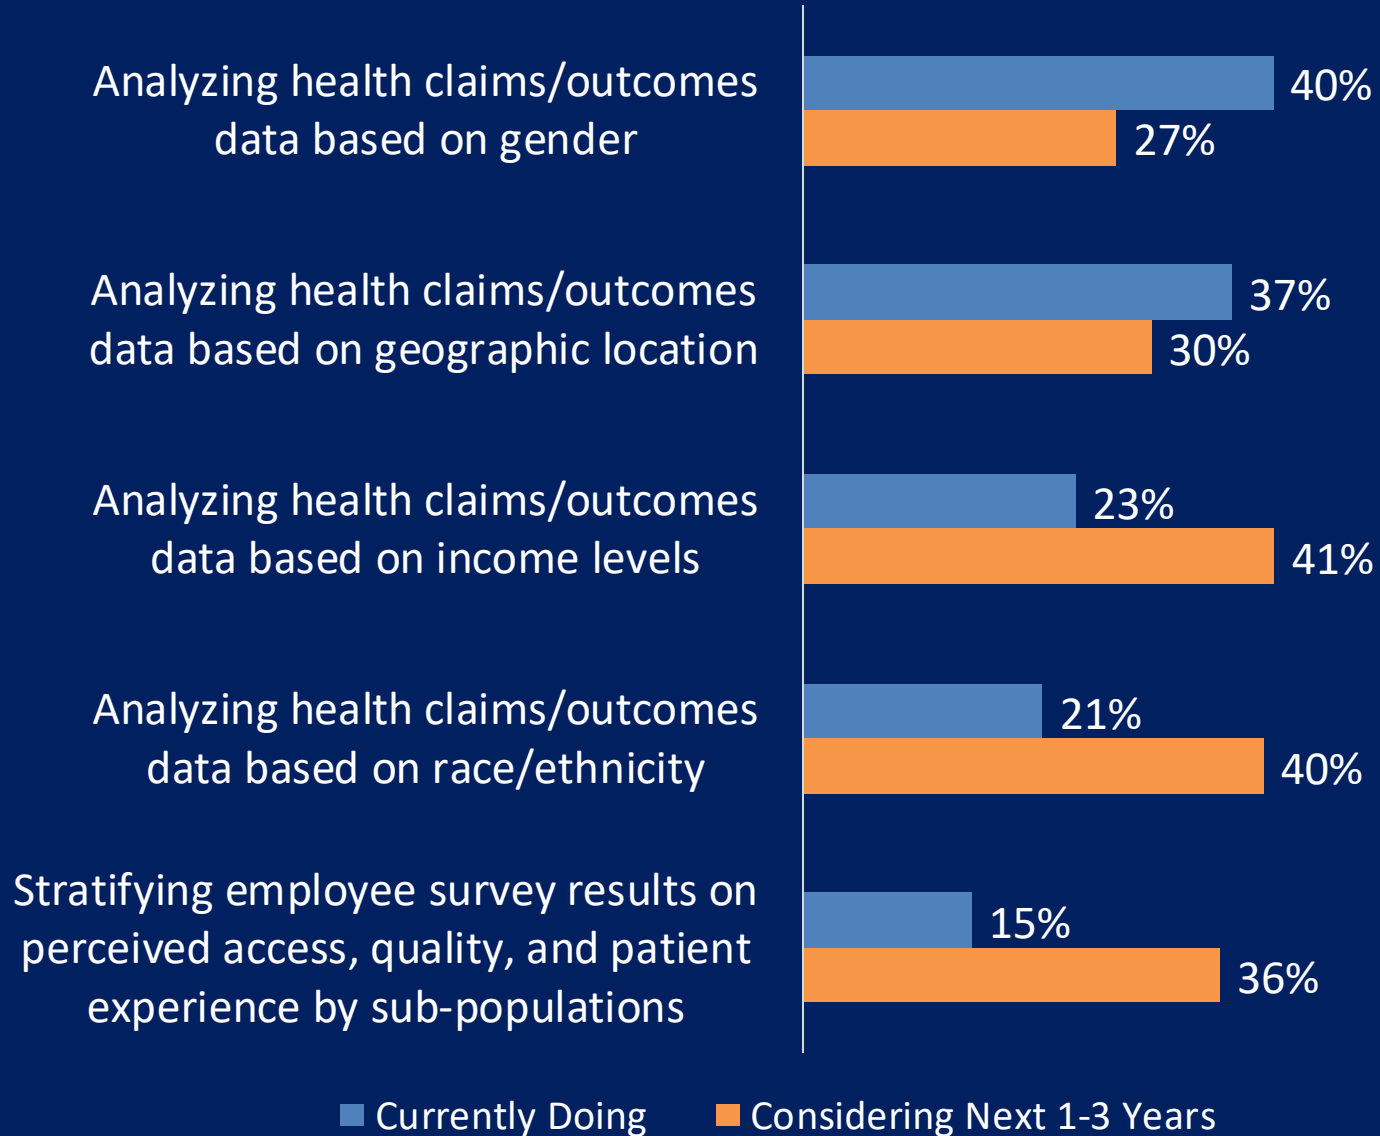 Analyzing health claims/outcomes
data based on gender
40%
27%
Analyzing health claims/outcomes
data based on geographic location
37%
30%
Analyzing health claims/outcomes
data based on income levels
23%
41%
Analyzing health claims/outcomes
data based on race/ethnicity
21%
40%
Stratifying employee survey results on
perceived access, quality, and patient
experience by sub-populations
15%
36%
Currently Doing
Considering Next 1-3 Years